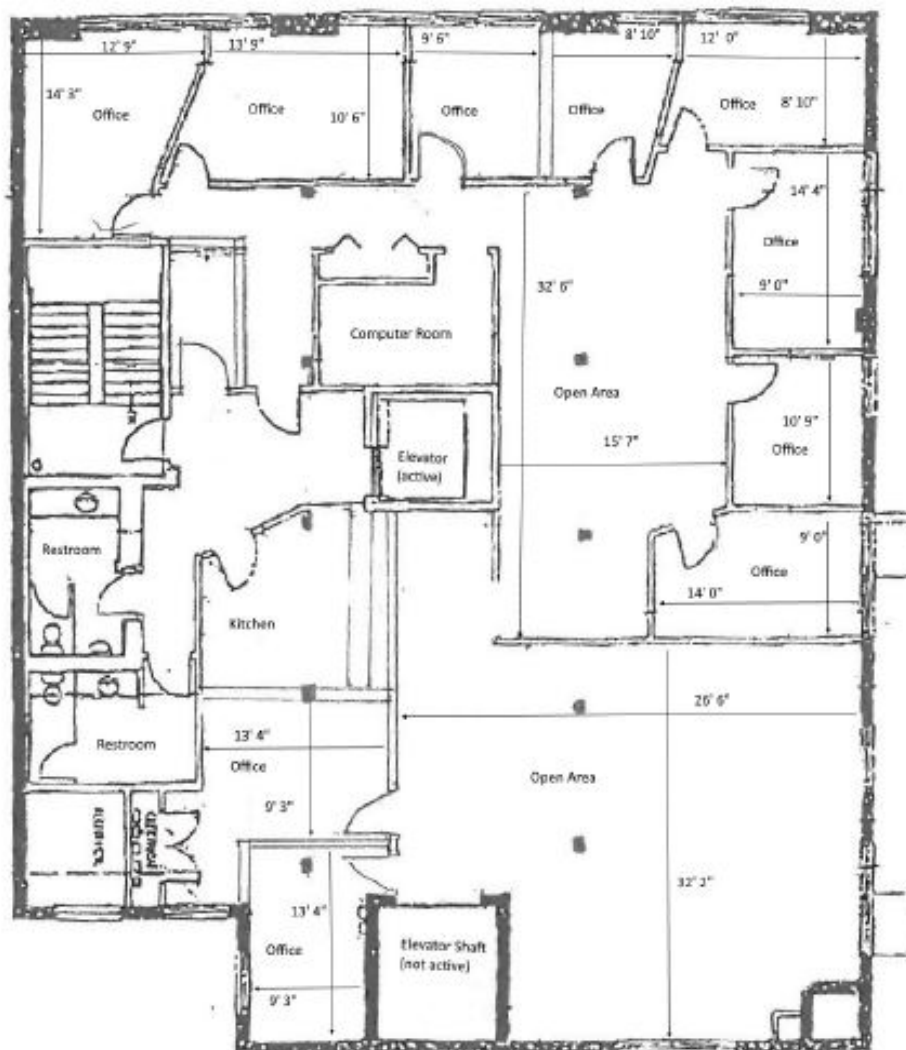 12' 9"
13' 9"
9' 6"
8' 10"
12' 0"
14' 3"
Office
Office
10' 6"
Office
Office
Office
8' 10"
14' 4"
Office
9' 0"
32' 6"
Computer Room
Open Area
10' 9"
Office
15' 7"
Elevator
(active)
Restroom
9' 0"
Office
14' 0"
Kitchen
26' 6"
13' 4"
Restroom
Office
Open Area
9' 3"
32' 2"
13' 4"
Office
Elevator Shaft
(not active)
9' 3"